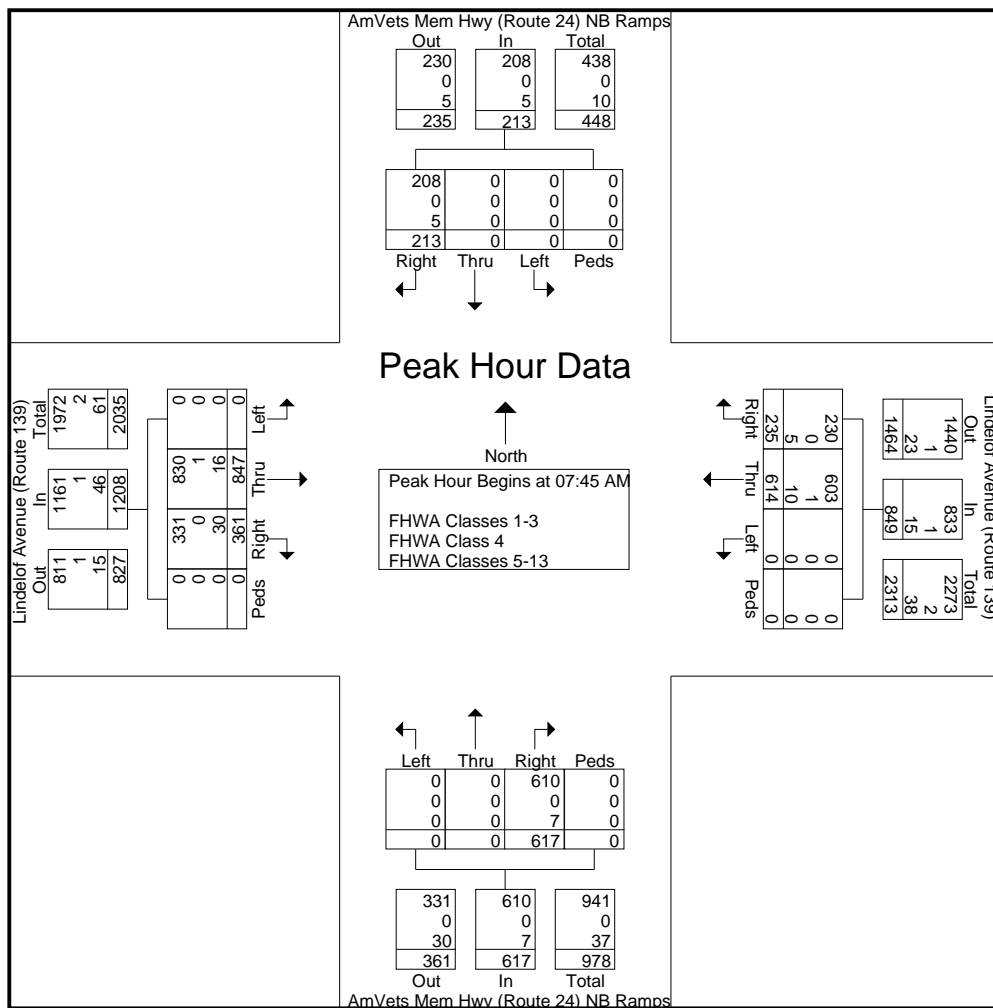 AmVets Mem Hwy (Route 24) NB Ramps
Out In Total
230 208 438
0 0 0
5 5 10
235 213 448
208 0 0 0
0 0 0 0
5 0 0 0
213 0 0 0
Right Thru Left Peds
Peak Hour Data
North
Peak Hour Begins at 07:45 AM
FHWA Classes 1-3
FHWA Class 4
FHWA Classes 5-13
Lindelof Avenue (Route 139)
Out In Total
811 1161 1972
1 1 2
15 46 61
827 1208 2035
0 331 830 0
0 0 1 0
0 30 16 0
0 361 847 0
Peds Right Thru Left
Lindelof Avenue (Route 139)
Out In Total
1440 833 2273
1 1 2
23 15 38
1464 849 2313
230 603 0 0
0 1 0 0
5 10 0 0
235 614 0 0
Right Thru Left Peds
Left Thru Right Peds
0 0 610 0
0 0 0 0
0 0 7 0
0 0 617 0
331 610 941
0 0 0
30 7 37
361 617 978
Out In Total
AmVets Mem Hwy (Route 24) NB Ramps